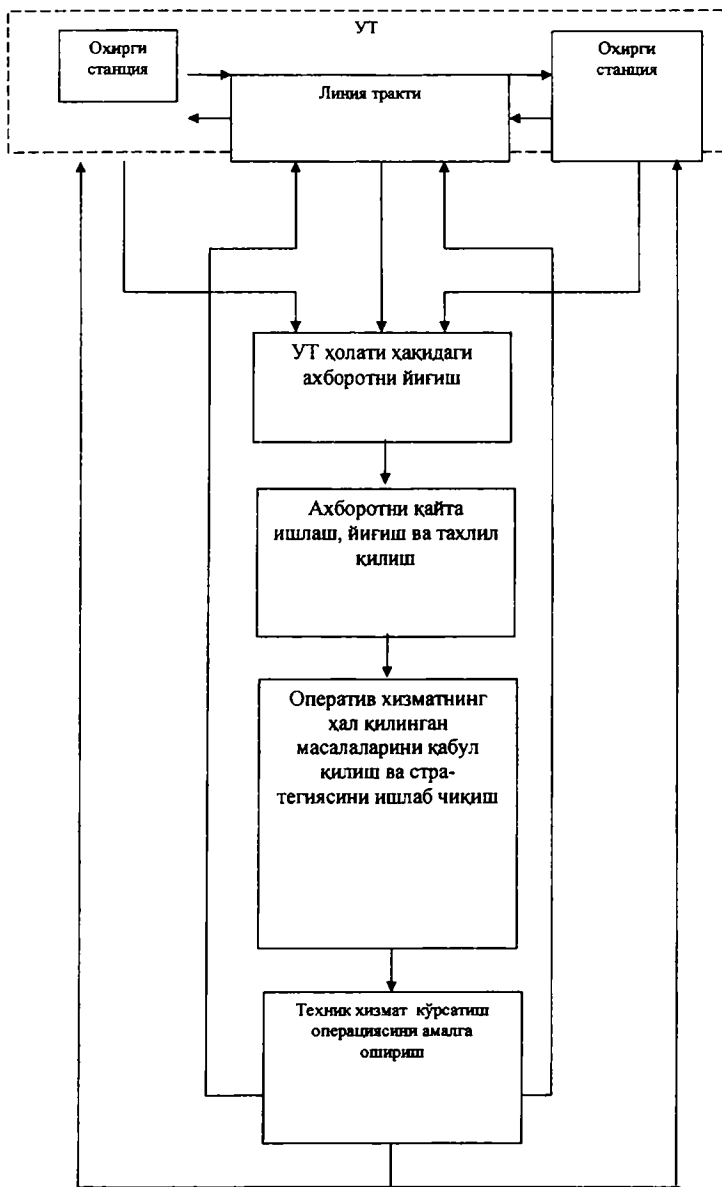 УТ
Охирги
станция
Линия тракти
Охирги
станция
УТ ҳолати ҳақидаги
ахборотни йиғиш
Ахборотни қайта
ишлаш, йиғиш ва тахлил
қилиш
Оператив хизматнинг
ҳал қилинган
масалаларини қабул
қилиш ва стра-
тегиясини ишлаб чиқиш
Техник хизмат кўрсатиш
операциясини амалга
ошириш